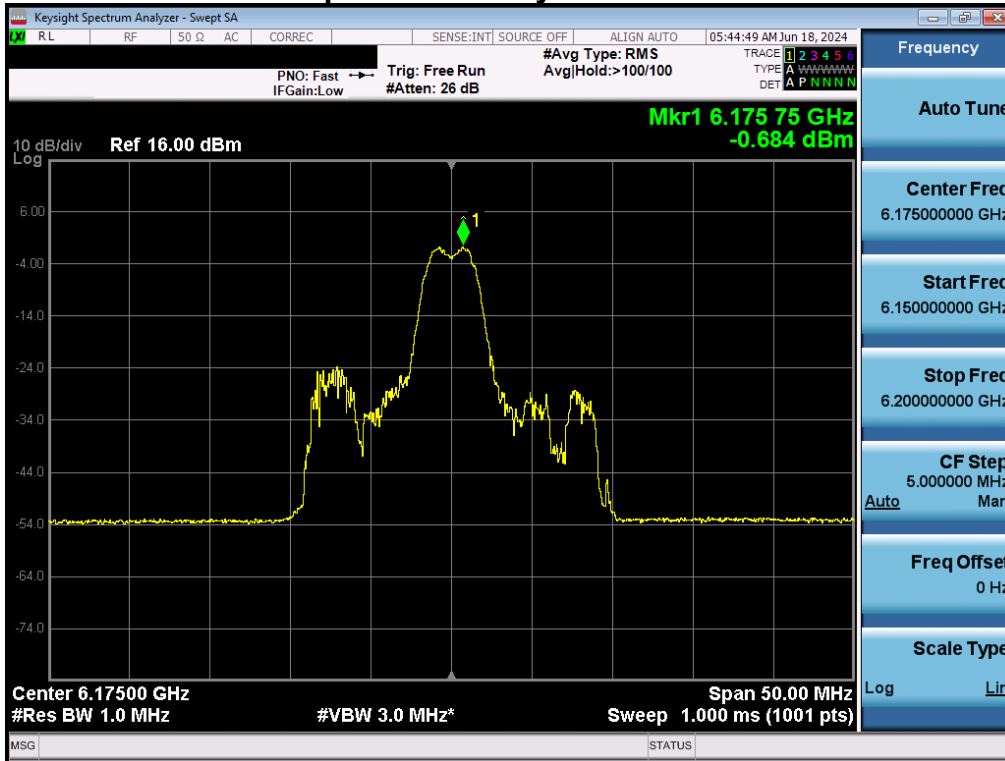 Keysight Spectrum Analyzer - Swept SA
LXI RL RF 50 Ω AC CORREC SENSE:INT SOURCE OFF ALIGN AUTO 05:44:49 AM Jun 18, 2024
PNO: Fast Trig: Free Run #Avg Type: RMS TRACE 1 2 3 4 5 6
IFGain:Low #Atten: 26 dB Avg|Hold:>100/100 TYPE A WWWWW
DET A P N N N N
Mkr1 6.175 75 GHz
-0.684 dBm
10 dB/div Ref 16.00 dBm
Log
1
6.00
-4.00
-14.0
-24.0
-34.0
-44.0
-54.0
-64.0
-74.0
Center 6.17500 GHz Span 50.00 MHz
#Res BW 1.0 MHz #VBW 3.0 MHz* Sweep 1.000 ms (1001 pts)
MSG STATUS
Frequency
Auto Tune
Center Freq
6.175000000 GHz
Start Freq
6.150000000 GHz
Stop Freq
6.200000000 GHz
CF Step
5.000000 MHz
Auto Man
Freq Offset
0 Hz
Scale Type
Log Lin